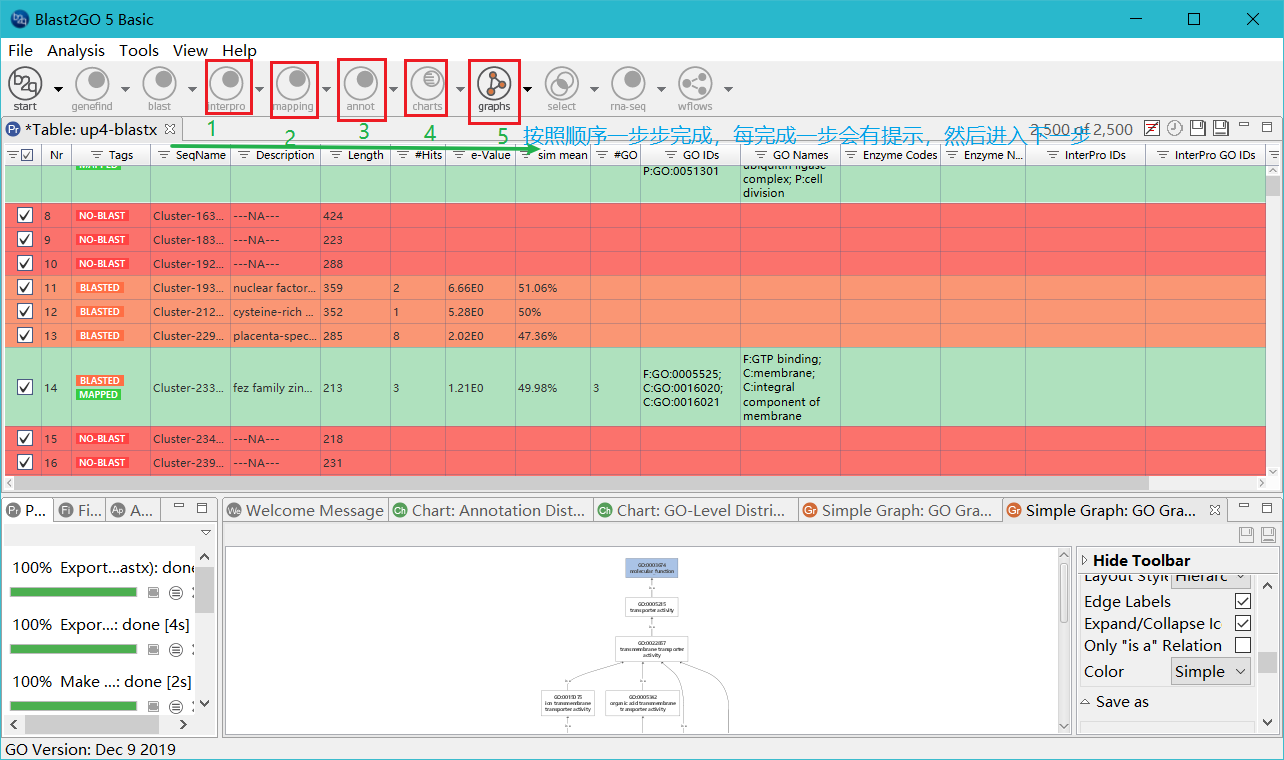 Blast2GO 5 Basic
File Analysis Tools View Help
b2g
start genefind blast interpro mapping annot charts graphs select rna-seq wflows
1 2 3 4 5 按照顺序一步步完成，每完成一步会有提示，然后进入下一步
Pr *Table: up4-blastx 2,500 of 2,500
Nr Tags SeqName Description Length #Hits e-Value sim mean #GO GO IDs GO Names Enzyme Codes Enzyme N... InterPro IDs InterPro GO IDs
MAPPED P:GO:0051301 ubiquitin ligase
complex; P:cell
division
8 NO-BLAST Cluster-163... ---NA--- 424
9 NO-BLAST Cluster-183... ---NA--- 223
10 NO-BLAST Cluster-192... ---NA--- 288
11 BLASTED Cluster-193... nuclear factor... 359 2 6.66E0 51.06%
12 BLASTED Cluster-212... cysteine-rich ... 352 1 5.28E0 50%
13 BLASTED Cluster-229... placenta-spec... 285 8 2.02E0 47.36%
14 BLASTED MAPPED Cluster-233... fez family zin... 213 3 1.21E0 49.98% 3
F:GO:0005525;
C:GO:0016020;
C:GO:0016021
F:GTP binding;
C:membrane;
C:integral
component of
membrane
15 NO-BLAST Cluster-234... ---NA--- 218
16 NO-BLAST Cluster-239... ---NA--- 231
Pr P... Fi Fi... Ap A...
100% Export...astx): done
100% Expor...: done [4s]
100% Make ...: done [2s]
We Welcome Message Ch Chart: Annotation Dist... Ch Chart: GO-Level Distri... Gr Simple Graph: GO Gra... Gr Simple Graph: GO Gra...
GO:0003674
molecular_function
GO:0005215
transporter activity
GO:0022857
transmembrane transporter
activity
GO:0015075
ion transmembrane
transporter activity
GO:0005342
organic acid transmembrane
transporter activity
Hide Toolbar
Layout Style Hierarc
Edge Labels
Expand/Collapse Ic
Only "is a" Relation
Color Simple
Save as
GO Version: Dec 9 2019